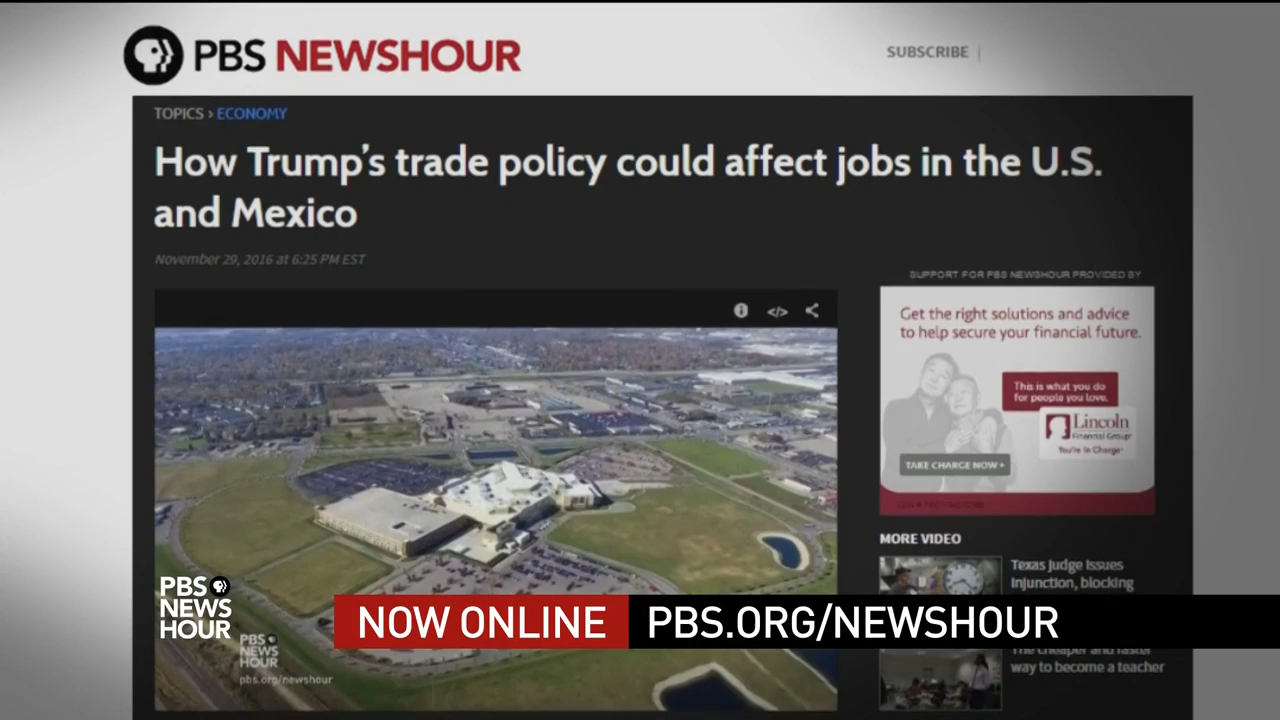 PBS NEWSHOUR
SUBSCRIBE
TOPICS › ECONOMY
How Trump's trade policy could affect jobs in the U.S.
and Mexico
November 29, 2016 at 6:25 PM EST
SUPPORT FOR PBS NEWSHOUR PROVIDED BY
Get the right solutions and advice
to help secure your financial future.
This is what you do
for people you love.
Lincoln
Financial Group®
You're In Charge®
TAKE CHARGE NOW
MORE VIDEO
Texas judge issues
injunction, blocking
The cheaper and faster
way to become a teacher
PBS
NEWS
HOUR
NOW ONLINE
PBS.ORG/NEWSHOUR
PBS
NEWS
HOUR
pbs.org/newshour